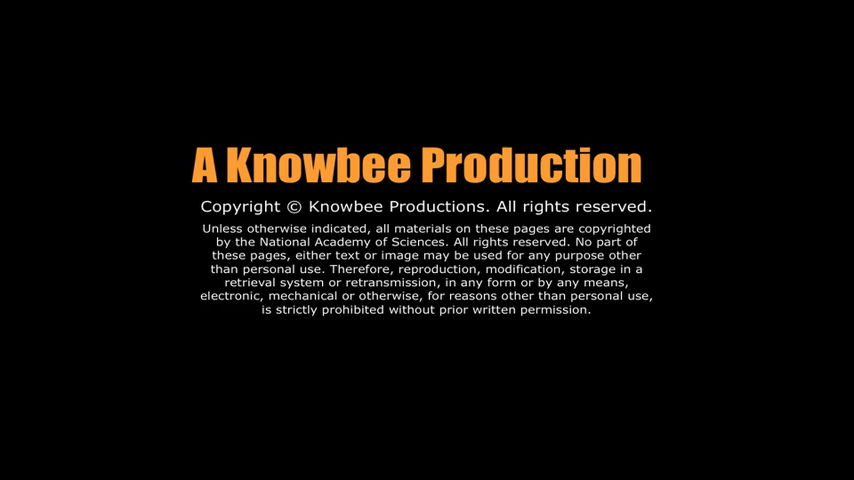 A Knowbee Production
Copyright © Knowbee Productions. All rights reserved.
Unless otherwise indicated, all materials on these pages are copyrighted
by the National Academy of Sciences. All rights reserved. No part of
these pages, either text or image may be used for any purpose other
than personal use. Therefore, reproduction, modification, storage in a
retrieval system or retransmission, in any form or by any means,
electronic, mechanical or otherwise, for reasons other than personal use,
is strictly prohibited without prior written permission.